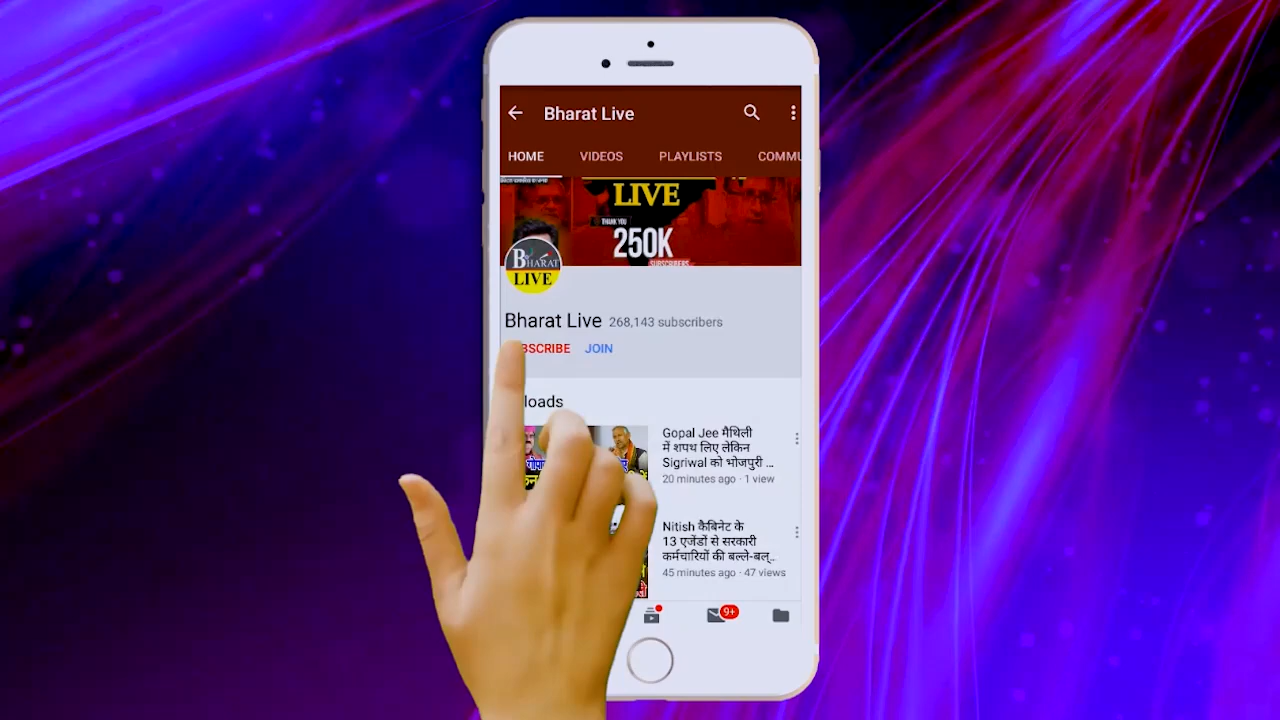 Bharat Live
HOME VIDEOS PLAYLISTS COMMU
LIVE
THANK YOU
250K
SUBSCRIBERS
BHARAT
LIVE
Bharat Live 268,143 subscribers
BSCRIBE JOIN
loads
Gopal Jee मैथिली
में शपथ लिए लेकिन
Sigriwal को भोजपुरी ...
20 minutes ago · 1 view
Nitish कैबिनेट के
13 एजेंडों से सरकारी
कर्मचारियों की बल्ले-बल्..
45 minutes ago · 47 views
9+